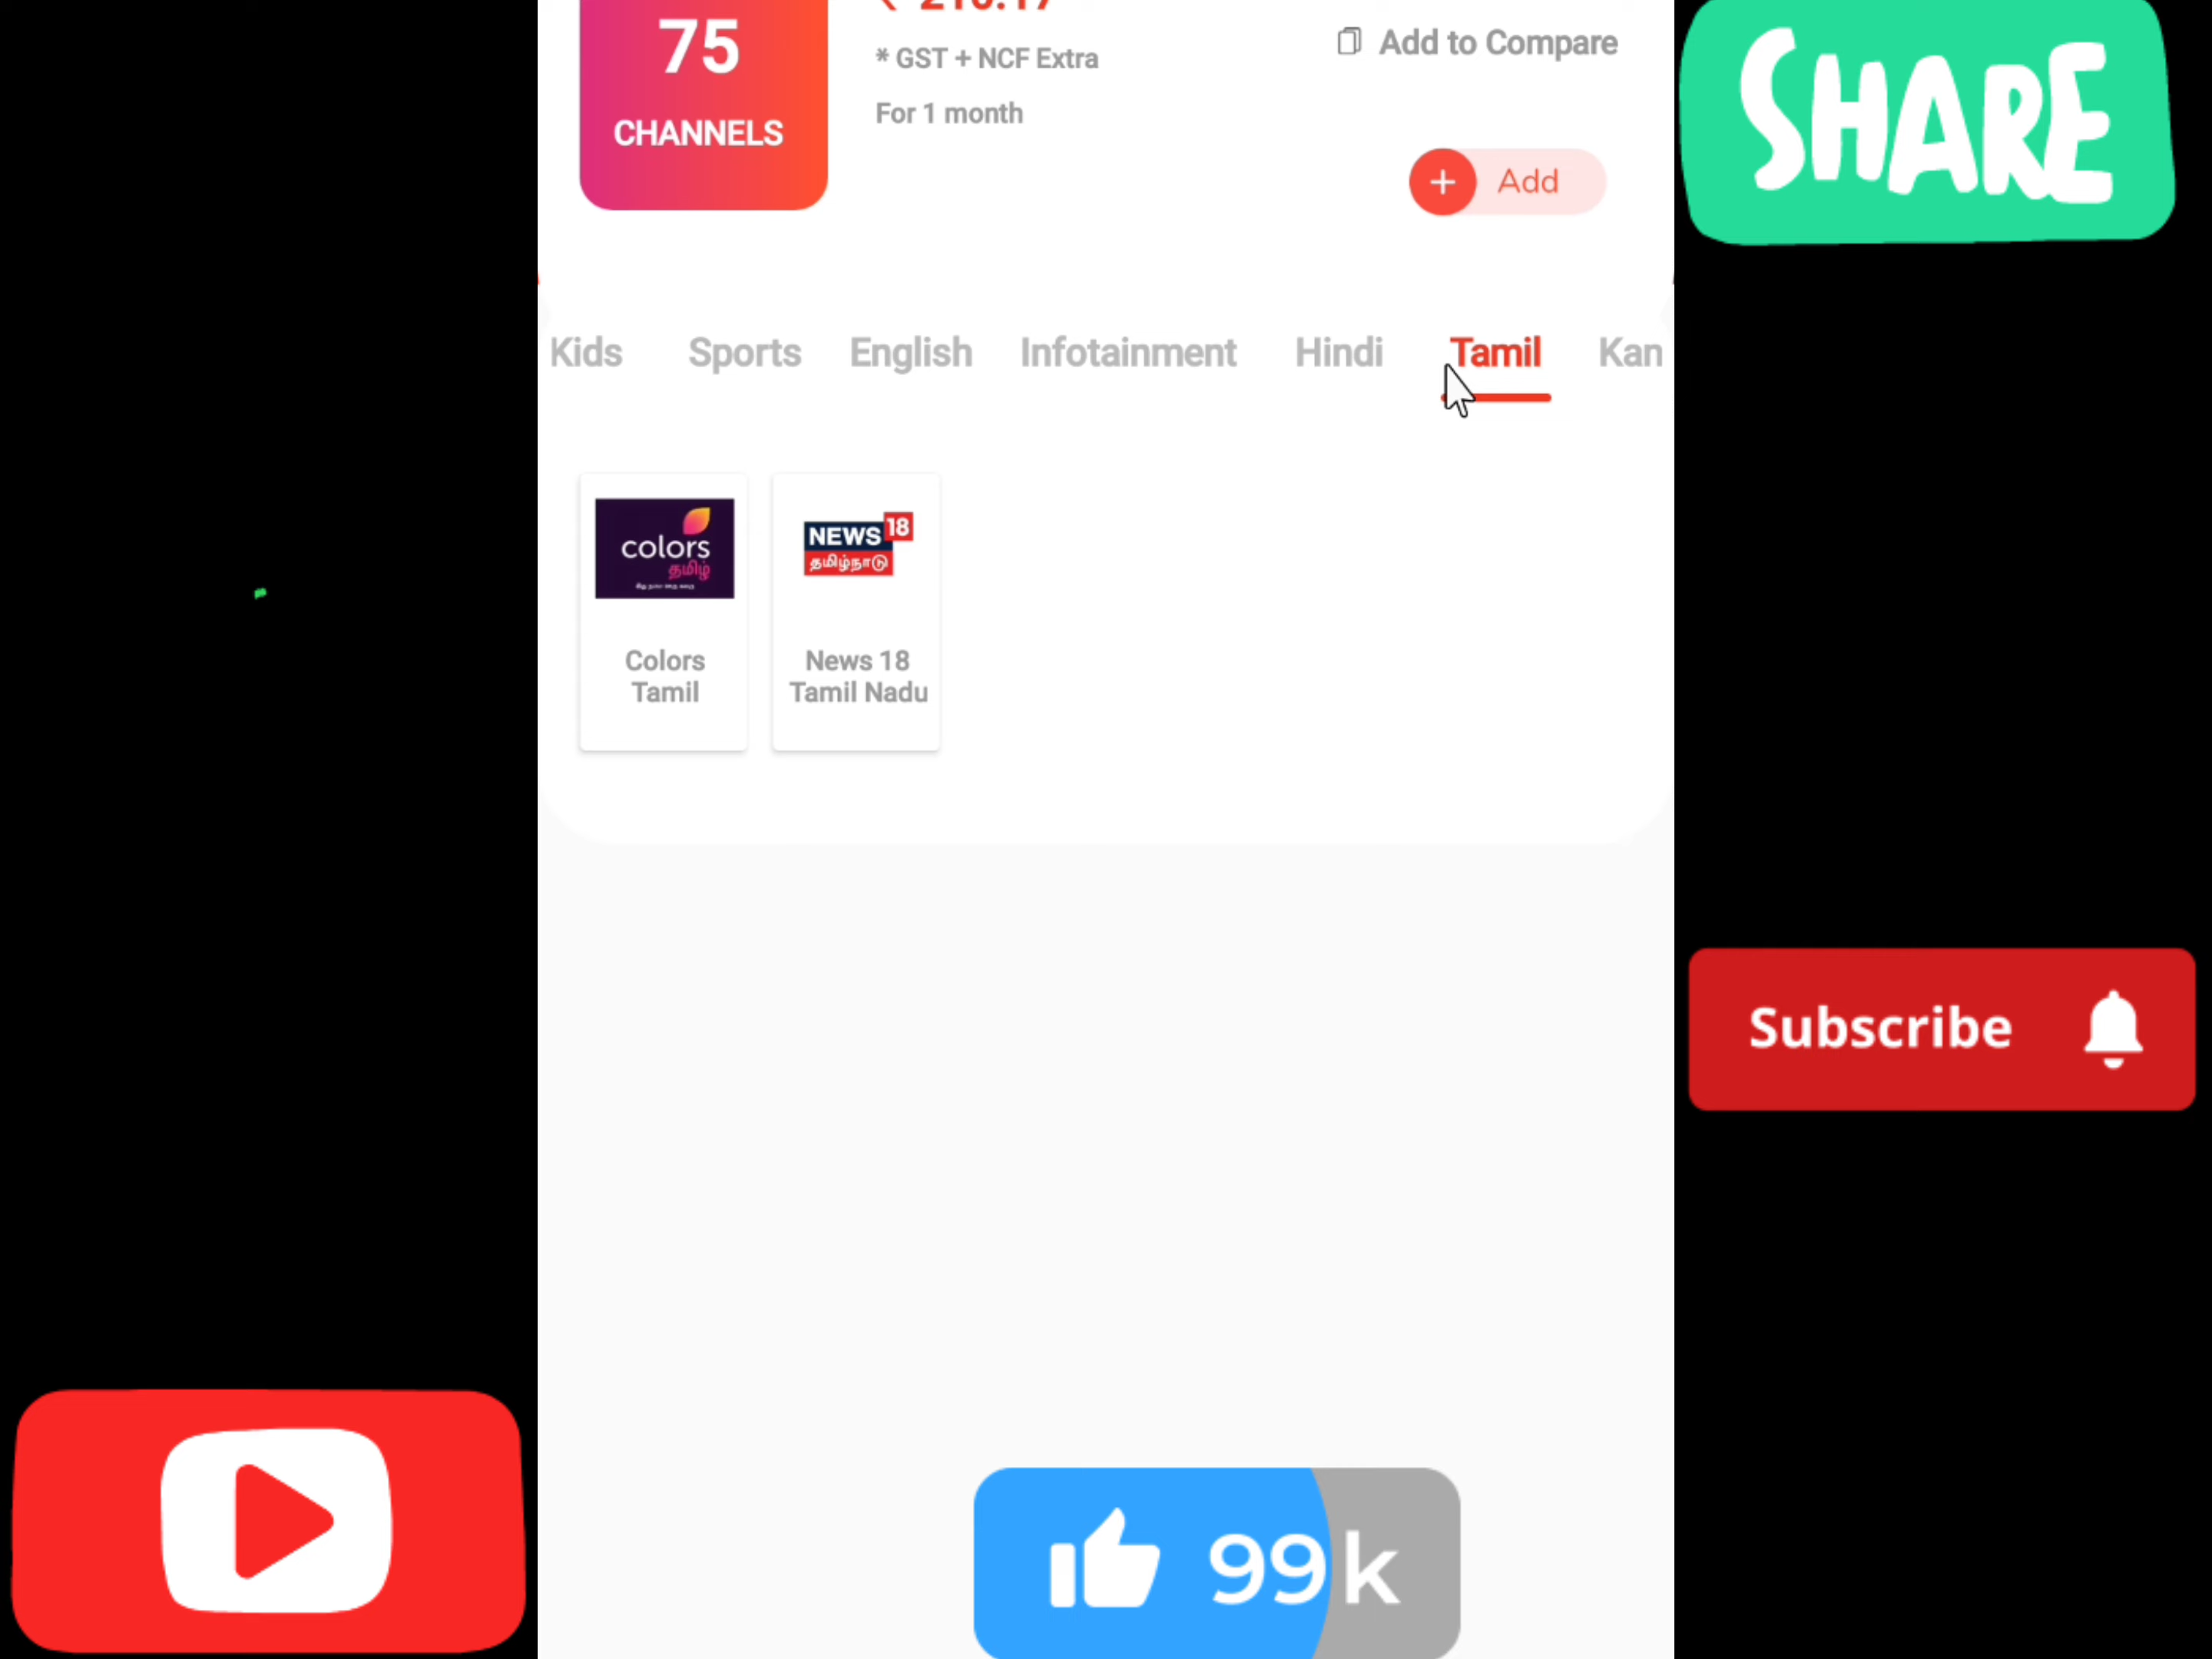 75
CHANNELS
* GST + NCF Extra
For 1 month
Add to Compare
Add
SHARE
Kids Sports English Infotainment Hindi Tamil Kan
colors
தமிழ்
NEWS 18
தமிழ்நாடு
Colors
Tamil
News 18
Tamil Nadu
Subscribe
99k